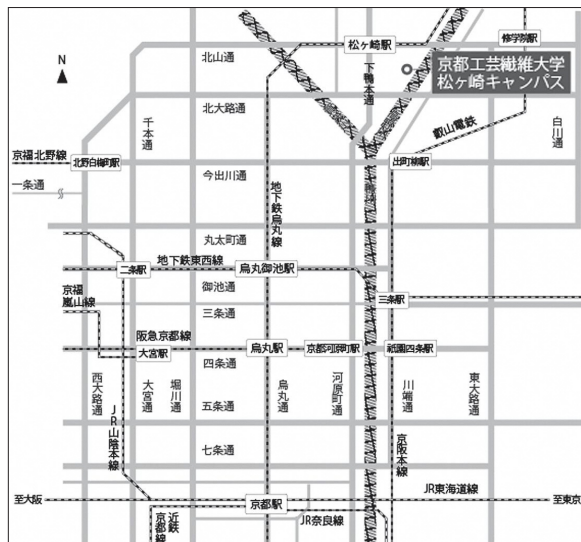 N
松ヶ崎駅
修学院駅
北山通
下鴨本通
京都工芸繊維大学
松ヶ崎キャンパス
北大路通
千本通
叡山電鉄
白川通
京福北野線
北野白梅町駅
今出川通
出町柳駅
一条通
地下鉄烏丸線
丸太町通
地下鉄東西線
二条駅
烏丸御池駅
京福
嵐山線
御池通
三条通
三条駅
阪急京都線
大宮駅
烏丸駅
京都河原町駅
祇園四条駅
四条通
西大路通
大宮通
堀川通
烏丸通
河原町通
川端通
東大路通
五条通
JR山陰本線
七条通
京阪本線
JR東海道線
至大阪
京都駅
至東京
近鉄
京都線
JR奈良線